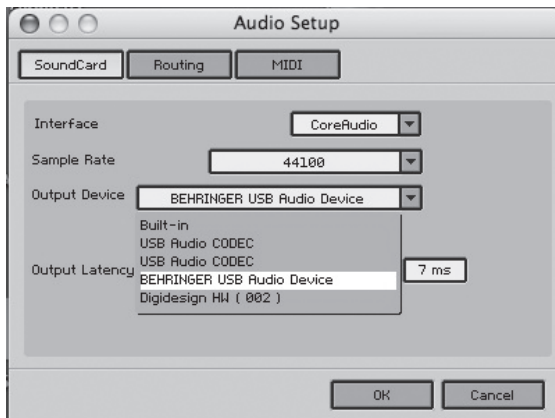 Audio Setup
SoundCard Routing MIDI
Interface CoreAudio
Sample Rate 44100
Output Device BEHRINGER USB Audio Device
Built-in
USB Audio CODEC
USB Audio CODEC
Output Latency 7 ms
BEHRINGER USB Audio Device
Digidesign HW ( 002 )
OK Cancel